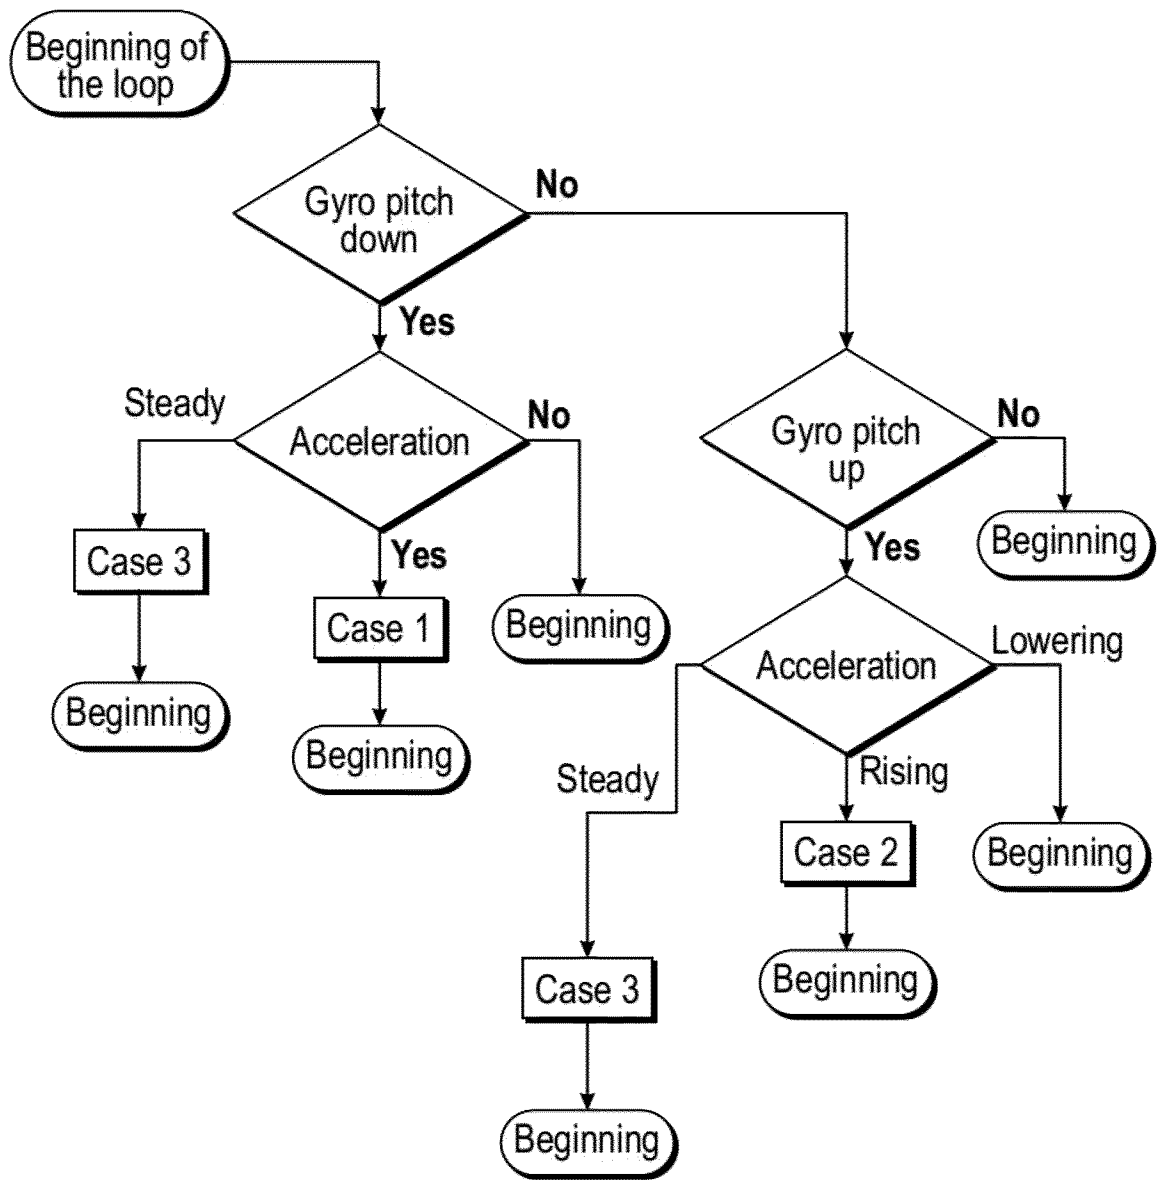 Beginning of
the loop
Gyro pitch
down
No
Yes
Steady
Acceleration
No
Yes
Case 3
Case 1
Beginning
Beginning
Beginning
Gyro pitch
up
No
Yes
Beginning
Acceleration
Lowering
Steady
Rising
Case 2
Beginning
Beginning
Case 3
Beginning